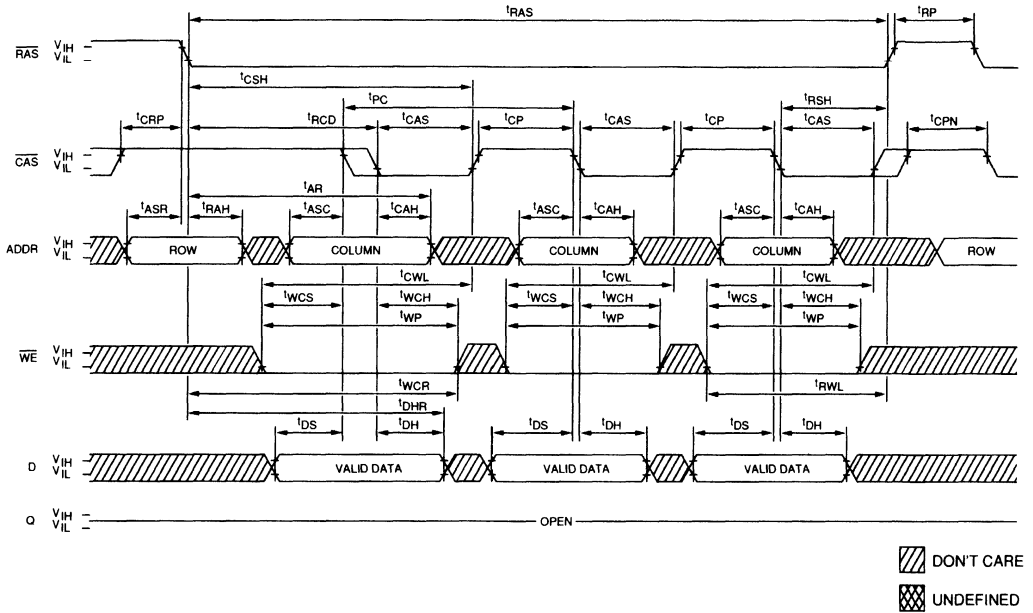 tRAS tRP
RAS VIH VIL
tCSH
tPC tRSH
tCRP tRCD tCAS tCP tCAS tCP tCAS tCPN
CAS VIH VIL
tAR
tASR tRAH tASC tCAH tASC tCAH tASC tCAH
ADDR VIH VIL ROW COLUMN COLUMN COLUMN ROW
tCWL tCWL tCWL
tWCS tWCH tWCS tWCH tWCS tWCH
tWP tWP tWP
WE VIH VIL
tWCR tRWL
tDHR
tDS tDH tDS tDH tDS tDH
D VIH VIL VALID DATA VALID DATA VALID DATA
Q VIH VIL OPEN
DON'T CARE
UNDEFINED